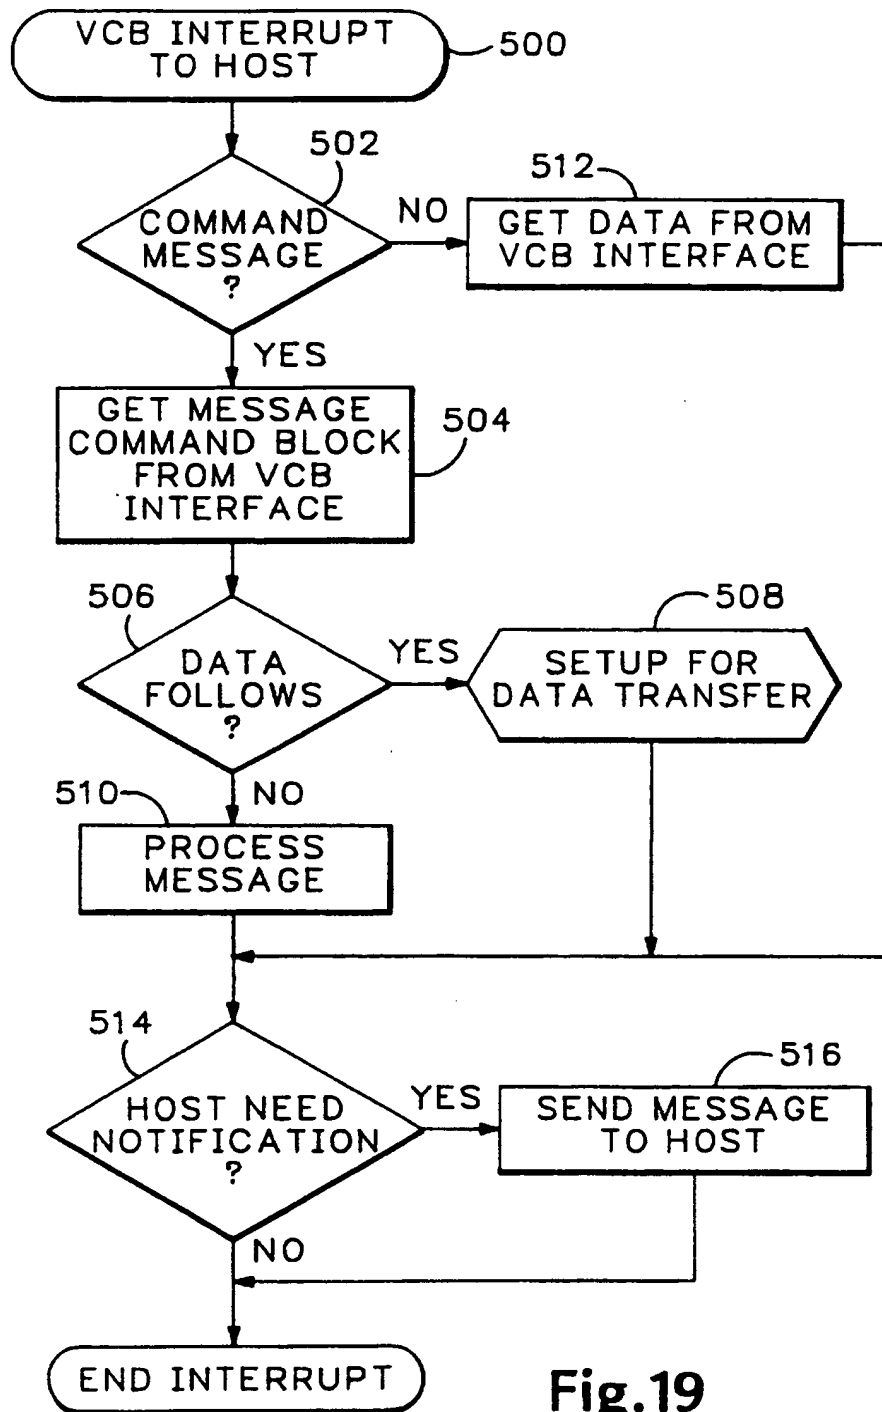 VCB INTERRUPT
TO HOST
500
502
COMMAND
MESSAGE
?
NO
512
GET DATA FROM
VCB INTERFACE
YES
GET MESSAGE
COMMAND BLOCK
FROM VCB
INTERFACE
504
506
DATA
FOLLOWS
?
YES
508
SETUP FOR
DATA TRANSFER
NO
510
PROCESS
MESSAGE
514
HOST NEED
NOTIFICATION
?
YES
516
SEND MESSAGE
TO HOST
NO
END INTERRUPT
Fig.19